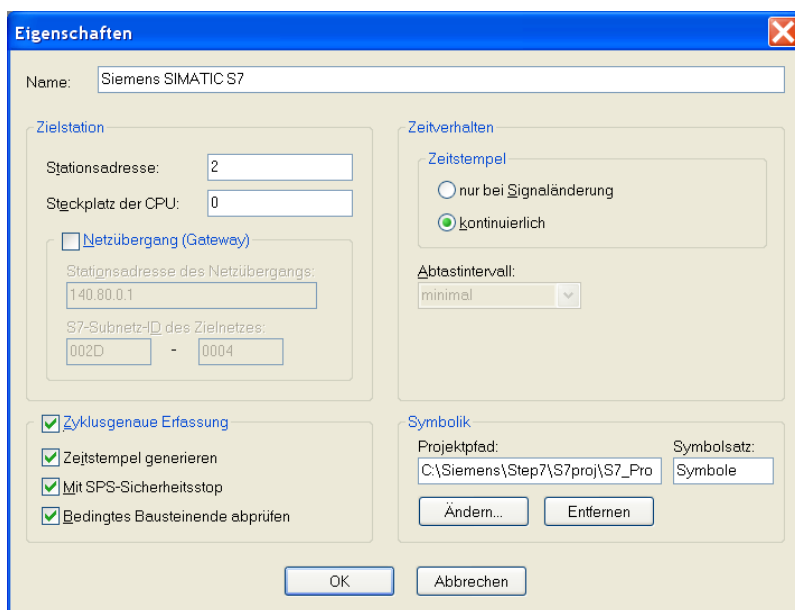 Eigenschaften
Name: Siemens SIMATIC S7
Zielstation
Stationsadresse: 2
Steckplatz der CPU: 0
Netzübergang (Gateway)
Stationsadresse des Netzübergangs:
140.80.0.1
S7-Subnetz-ID des Zielnetzes:
002D - 0004
Zeitverhalten
Zeitstempel
nur bei Signaländerung
kontinuierlich
Abtastintervall:
minimal
Zyklusgenaue Erfassung
Zeitstempel generieren
Mit SPS-Sicherheitsstop
Bedingtes Bausteinende abprüfen
Symbolik
Projektpfad: Symbolsatz:
C:\Siemens\Step7\S7proj\S7_Pro Symbole
Ändern... Entfernen
OK Abbrechen